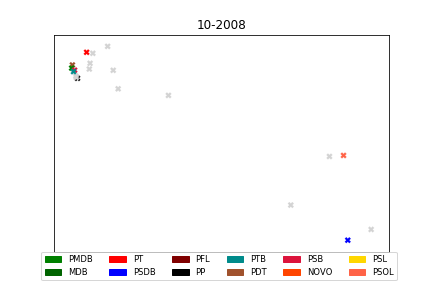 10-2008
PMDB PT PFL PTB PSB PSL
MDB PSDB PP PDT NOVO PSOL